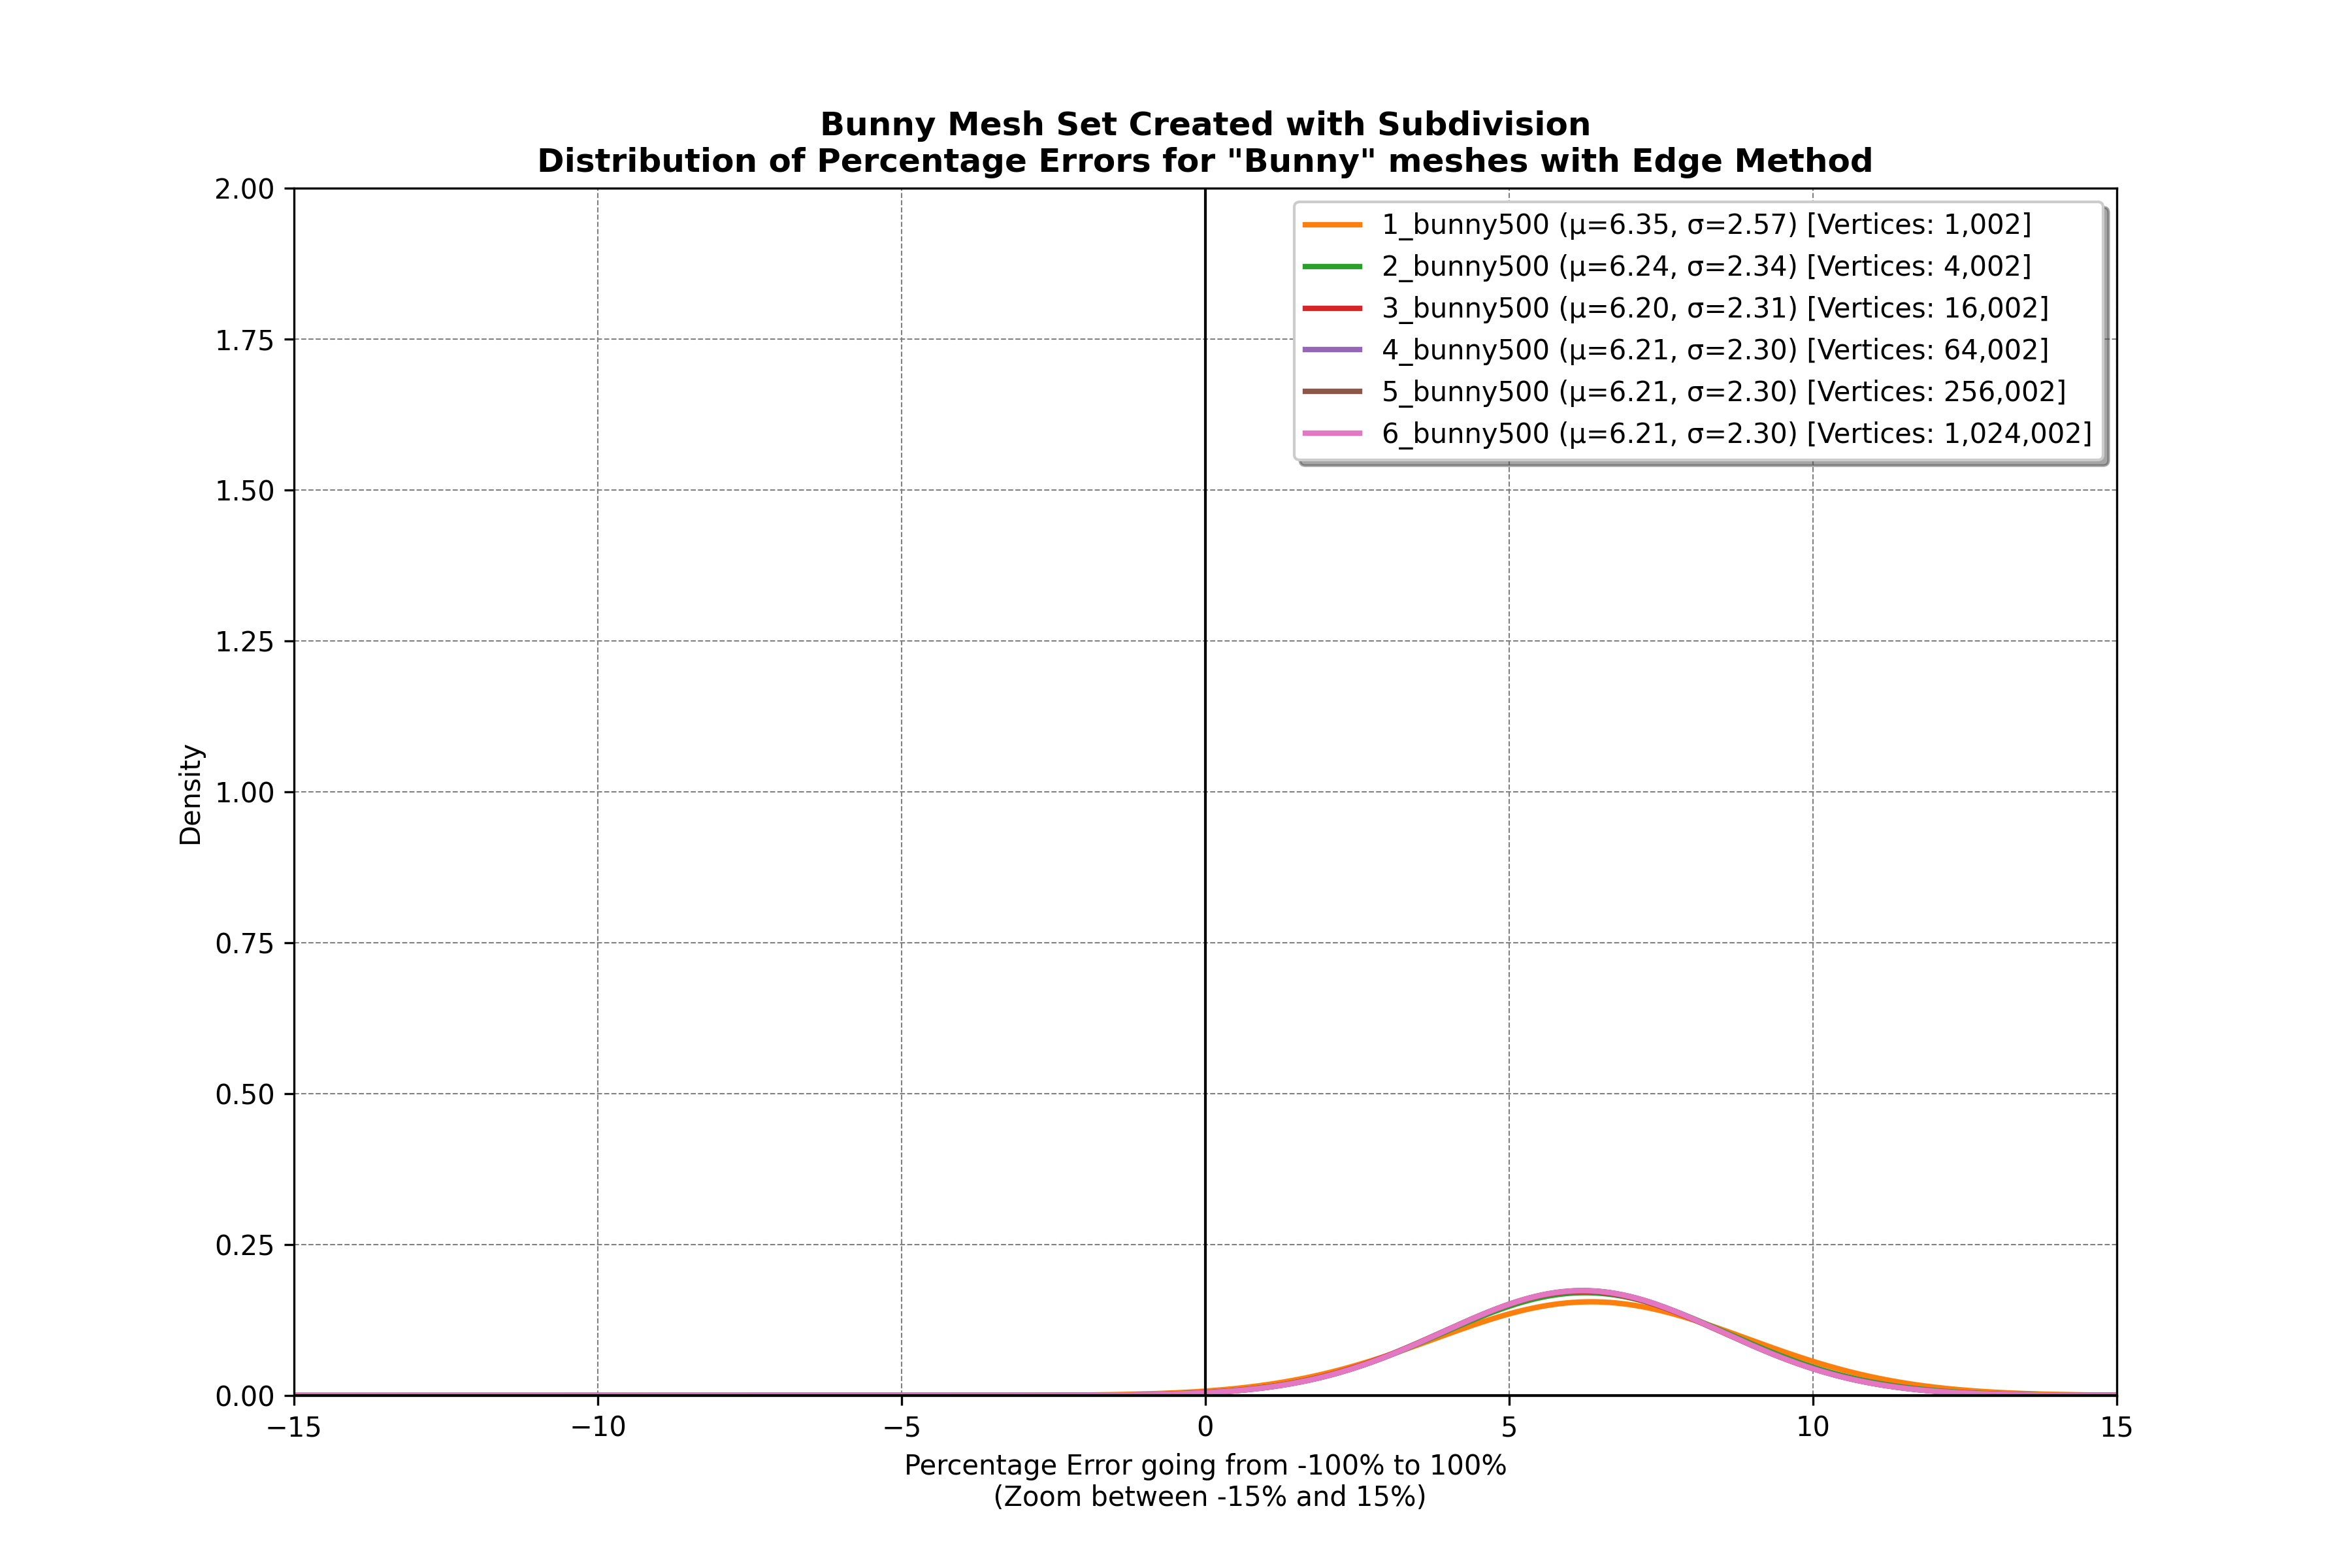 Bunny Mesh Set Created with Subdivision
Distribution of Percentage Errors for "Bunny" meshes with Edge Method
2.00
1.75
1.50
1.25
1.00
0.75
0.50
0.25
0.00
Density
1_bunny500 (μ=6.35, σ=2.57) [Vertices: 1,002]
2_bunny500 (μ=6.24, σ=2.34) [Vertices: 4,002]
3_bunny500 (μ=6.20, σ=2.31) [Vertices: 16,002]
4_bunny500 (μ=6.21, σ=2.30) [Vertices: 64,002]
5_bunny500 (μ=6.21, σ=2.30) [Vertices: 256,002]
6_bunny500 (μ=6.21, σ=2.30) [Vertices: 1,024,002]
−15 −10 −5 0 5 10 15
Percentage Error going from -100% to 100%
(Zoom between -15% and 15%)